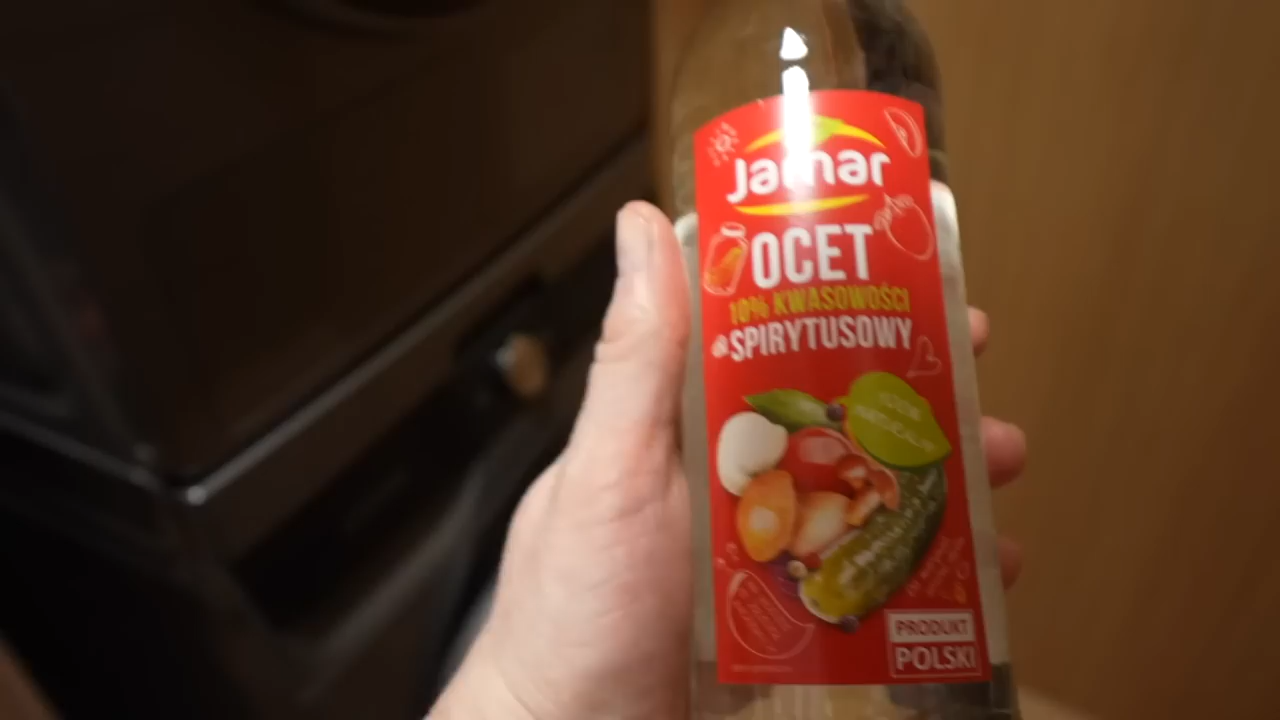 Jamar
OCET
10% KWASOWOŚCI
SPIRYTUSOWY
PRODUKT
POLSKI